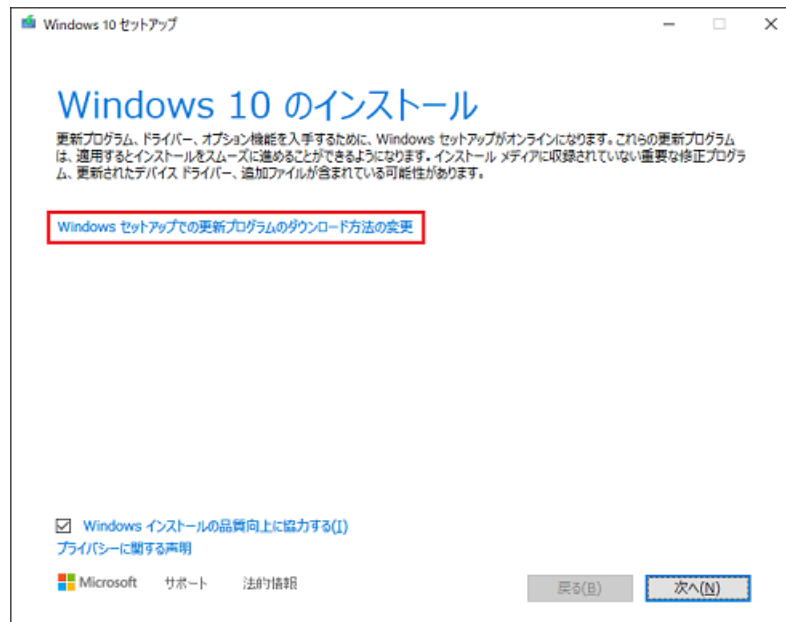 Windows 10 セットアップ
Windows 10 のインストール
更新プログラム、ドライバー、オプション機能を入手するために、Windows セットアップがオンラインになります。これらの更新プログラム
は、適用するとインストールをスムーズに進めることができるようになります。インストール メディアに収録されていない重要な修正プログラ
ム、更新されたデバイス ドライバー、追加ファイルが含まれている可能性があります。
Windows セットアップでの更新プログラムのダウンロード方法の変更
Windows インストールの品質向上に協力する(I)
プライバシーに関する声明
Microsoft サポート 法的情報 戻る(B) 次へ(N)